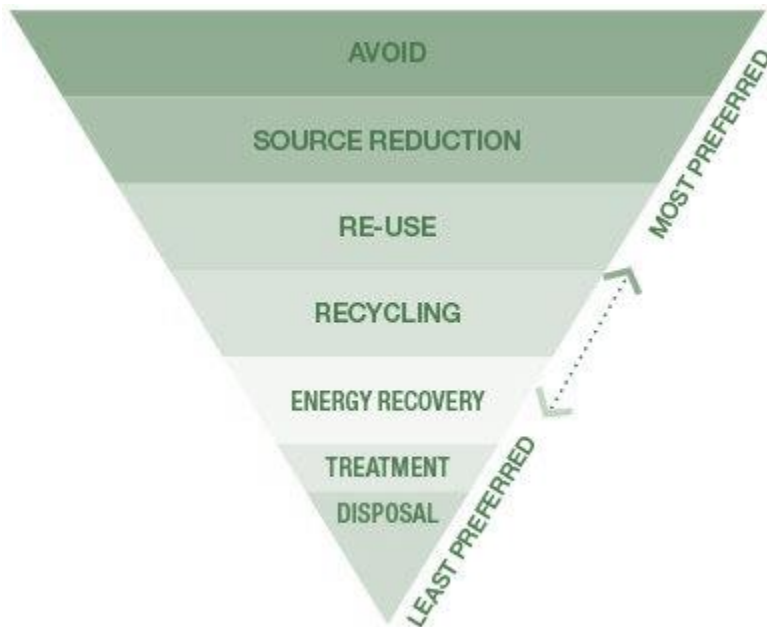 AVOID
SOURCE REDUCTION
RE-USE
RECYCLING
ENERGY RECOVERY
TREATMENT
DISPOSAL
MOST PREFERRED
LEAST PREFERRED